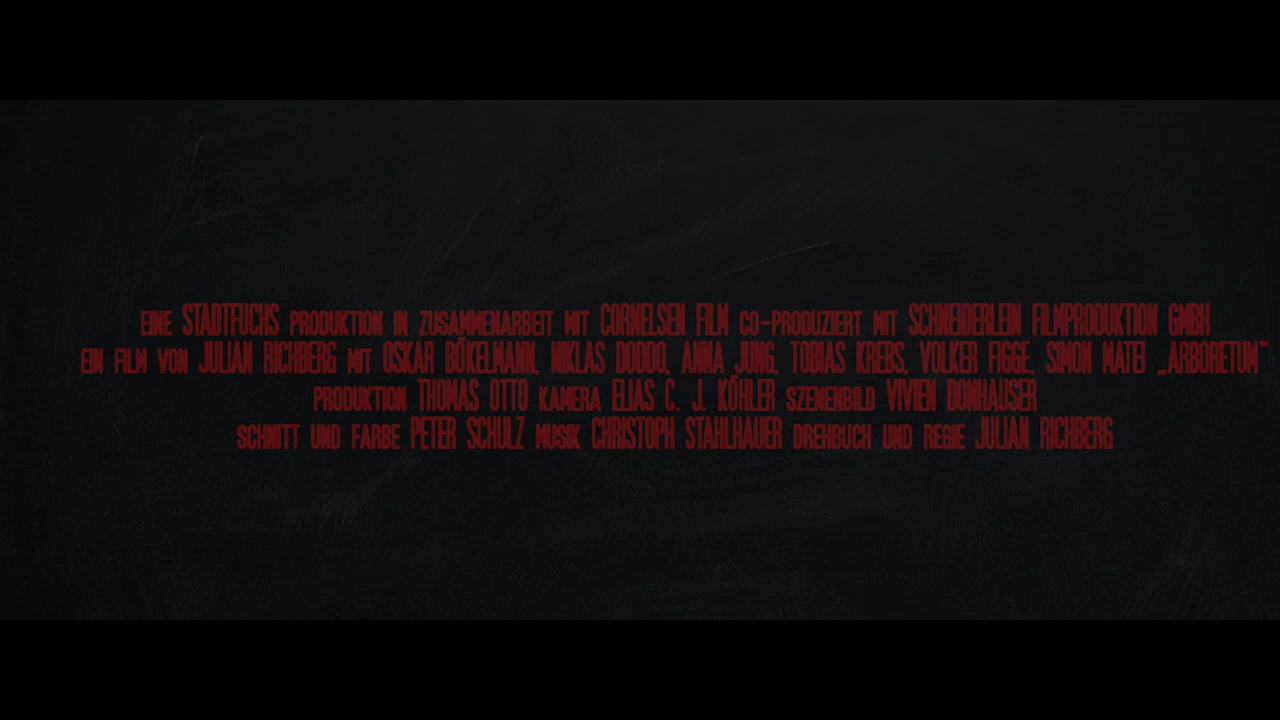 EINE STADTFUCHS PRODUKTION IN ZUSAMMENARBEIT MIT CORNELSEN FILM CO-PRODUZIERT MIT SCHNEIDERLEIN FILMPRODUKTION GMBH
EIN FILM VON JULIAN RICHBERG MIT OSKAR BÖKELMANN, NIKLAS DODDO, ANNA JUNG, TOBIAS KREBS, VOLKER FIGGE, SIMON MATEI „ARBORETUM“
PRODUKTION THOMAS OTTO KAMERA ELIAS C. J. KÖHLER SZENENBILD VIVIEN DONHAUSER
SCHNITT UND FARBE PETER SCHULZ MUSIK CHRISTOPH STAHLHAUER DREHBUCH UND REGIE JULIAN RICHBERG